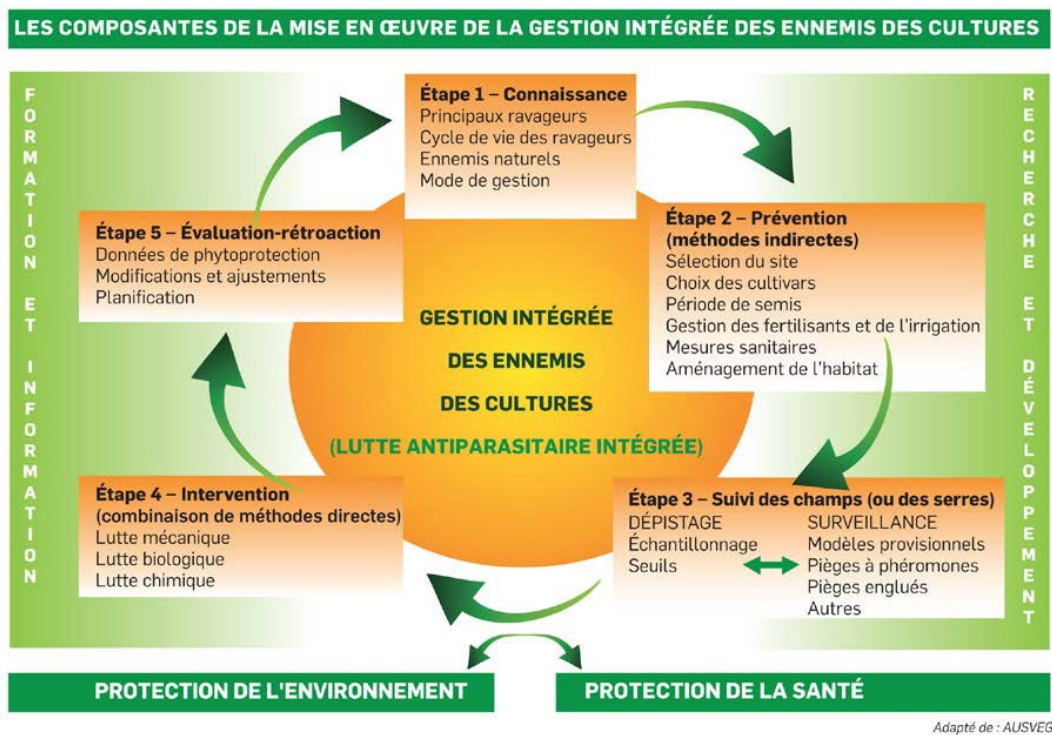 LES COMPOSANTES DE LA MISE EN ŒUVRE DE LA GESTION INTÉGRÉE DES ENNEMIS DES CULTURES
FORMATION ET INFORMATION
Étape 1 – Connaissance
Principaux ravageurs
Cycle de vie des ravageurs
Ennemis naturels
Mode de gestion
Étape 2 – Prévention
(méthodes indirectes)
Sélection du site
Choix des cultivars
Période de semis
Gestion des fertilisants et de l'irrigation
Mesures sanitaires
Aménagement de l'habitat
Étape 3 – Suivi des champs (ou des serres)
DÉPISTAGE
Échantillonnage
Seuils
SURVEILLANCE
Modèles provisionnels
Pièges à phéromones
Pièges englués
Autres
Étape 4 – Intervention
(combinaison de méthodes directes)
Lutte mécanique
Lutte biologique
Lutte chimique
Étape 5 – Évaluation-rétroaction
Données de phytoprotection
Modifications et ajustements
Planification
GESTION INTÉGRÉE
DES ENNEMIS
DES CULTURES
(LUTTE ANTIPARASITAIRE INTÉGRÉE)
RECHERCHE ET DÉVELOPPEMENT
PROTECTION DE L'ENVIRONNEMENT
PROTECTION DE LA SANTÉ
Adapté de : AUSVEG